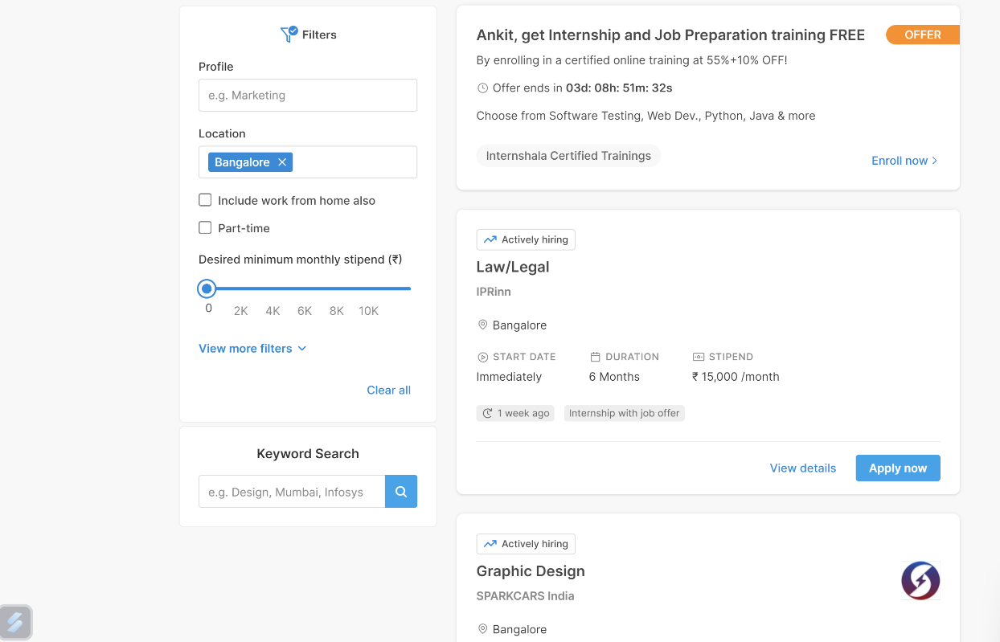 Filters
Profile
e.g. Marketing
Location
Bangalore
Include work from home also
Part-time
Desired minimum monthly stipend (₹)
0 2K 4K 6K 8K 10K
View more filters
Clear all
Keyword Search
e.g. Design, Mumbai, Infosys
Ankit, get Internship and Job Preparation training FREE
OFFER
By enrolling in a certified online training at 55%+10% OFF!
Offer ends in 03d: 08h: 51m: 32s
Choose from Software Testing, Web Dev., Python, Java & more
Internshala Certified Trainings
Enroll now
Actively hiring
Law/Legal
IPRinn
Bangalore
START DATE DURATION STIPEND
Immediately 6 Months ₹ 15,000 /month
1 week ago Internship with job offer
View details Apply now
Actively hiring
Graphic Design
SPARKCARS India
Bangalore